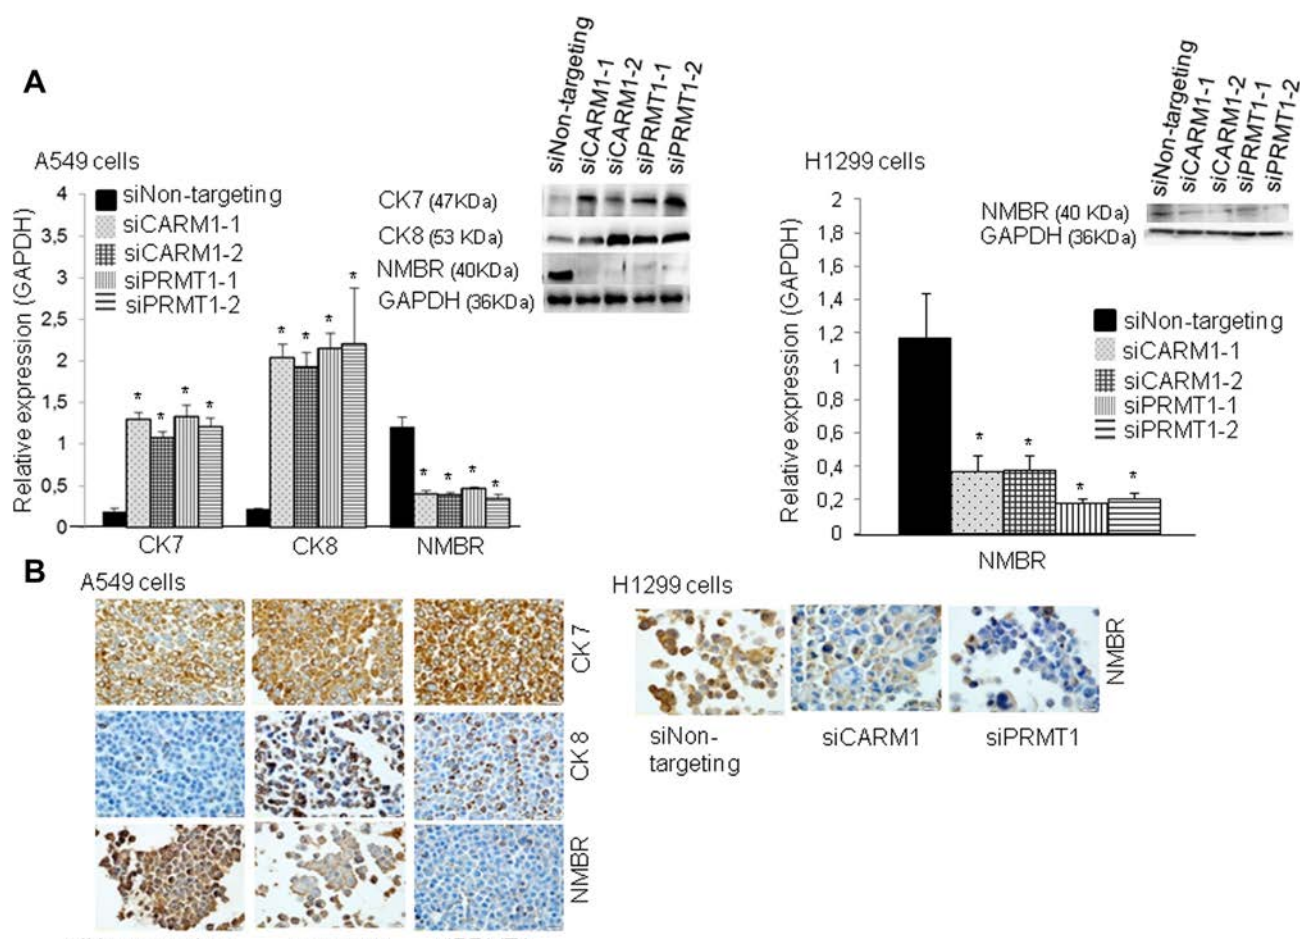 A
A549 cells
siNon-targeting
siCARM1-1
siCARM1-2
siPRMT1-1
siPRMT1-2
Relative expression (GAPDH)
4
3,5
3
2,5
2
1,5
1
0,5
0
* * * *
* * * *
* * * *
CK7
CK8
NMBR
siNon-targeting
siCARM1-1
siCARM1-2
siPRMT1-1
siPRMT1-2
CK7 (47KDa)
CK8 (53 KDa)
NMBR (40KDa)
GAPDH (36KDa)
H1299 cells
Relative expression (GAPDH)
2
1,8
1,6
1,4
1,2
1
0,8
0,6
0,4
0,2
0
* * * *
NMBR
siNon-targeting
siCARM1-1
siCARM1-2
siPRMT1-1
siPRMT1-2
NMBR (40 KDa)
GAPDH (36KDa)
siNon-targeting
siCARM1-1
siCARM1-2
siPRMT1-1
siPRMT1-2
B
A549 cells
CK 7
CK 8
NMBR
H1299 cells
NMBR
siNon-
targeting
siCARM1
siPRMT1